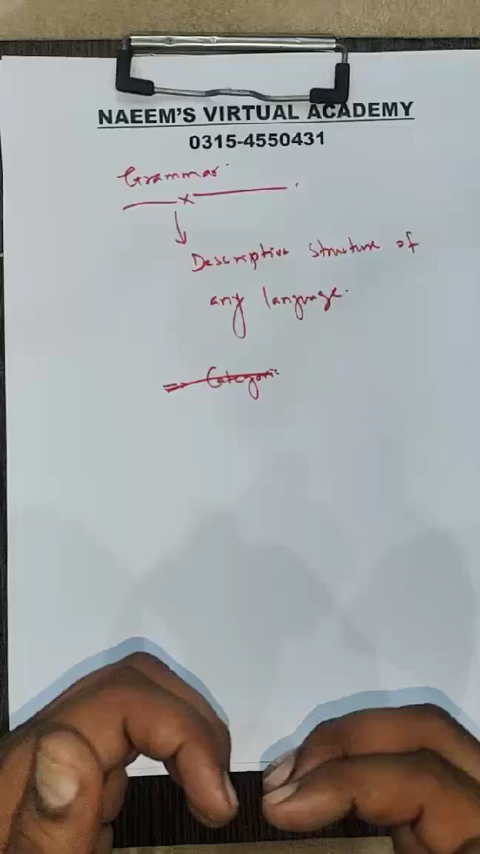 NAEEM'S VIRTUAL ACADEMY
0315-4550431
Grammar
Descriptive structure of
any language.